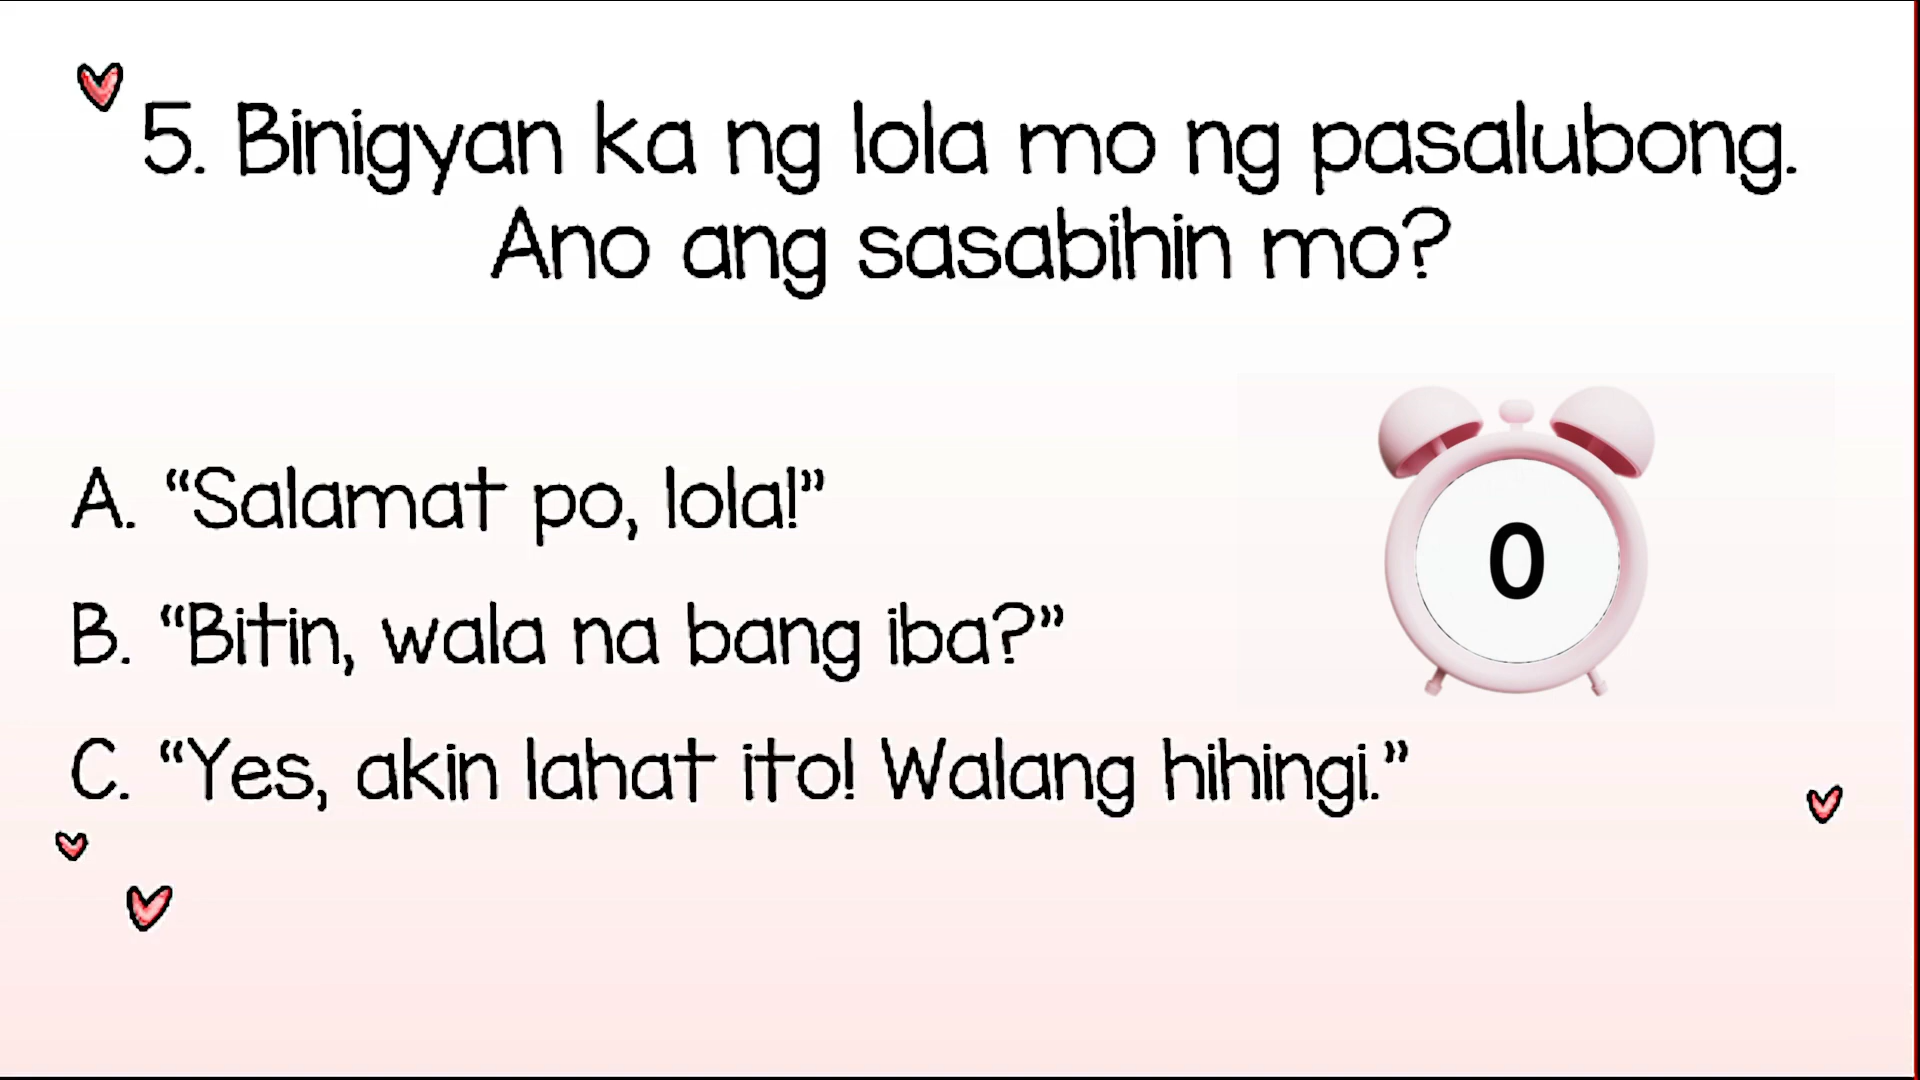 5. Binigyan ka ng lola mo ng pasalubong.
Ano ang sasabihin mo?
A. “Salamat po, lola!”
0
B. “Bitin, wala na bang iba?”
C. “Yes, akin lahat ito! Walang hihingi.”